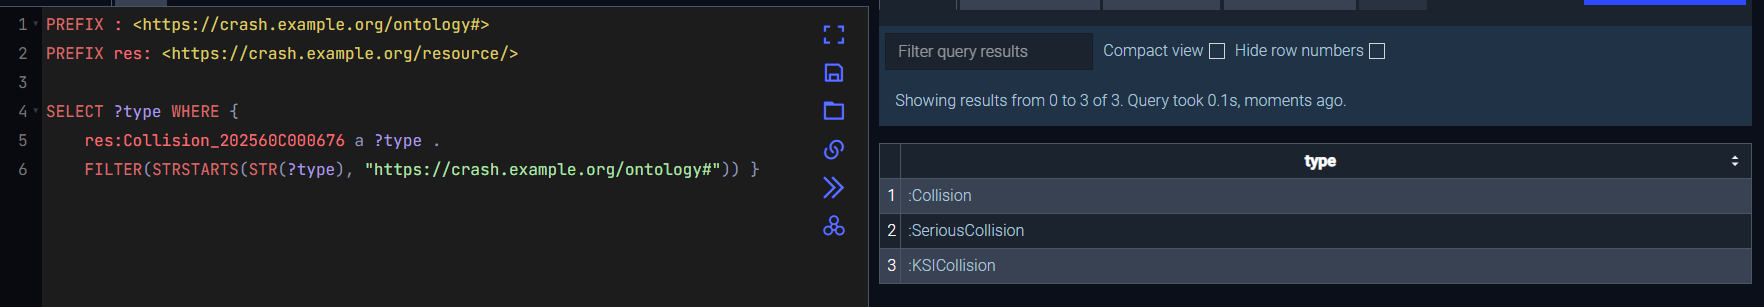 1 PREFIX : <https://crash.example.org/ontology#>
2 PREFIX res: <https://crash.example.org/resource/>
3
4 SELECT ?type WHERE {
5 res:Collision_202560C000676 a ?type .
6 FILTER(STRSTARTS(STR(?type), "https://crash.example.org/ontology#")) }
Filter query results Compact view Hide row numbers
Showing results from 0 to 3 of 3. Query took 0.1s, moments ago.
type
1 :Collision
2 :SeriousCollision
3 :KSICollision